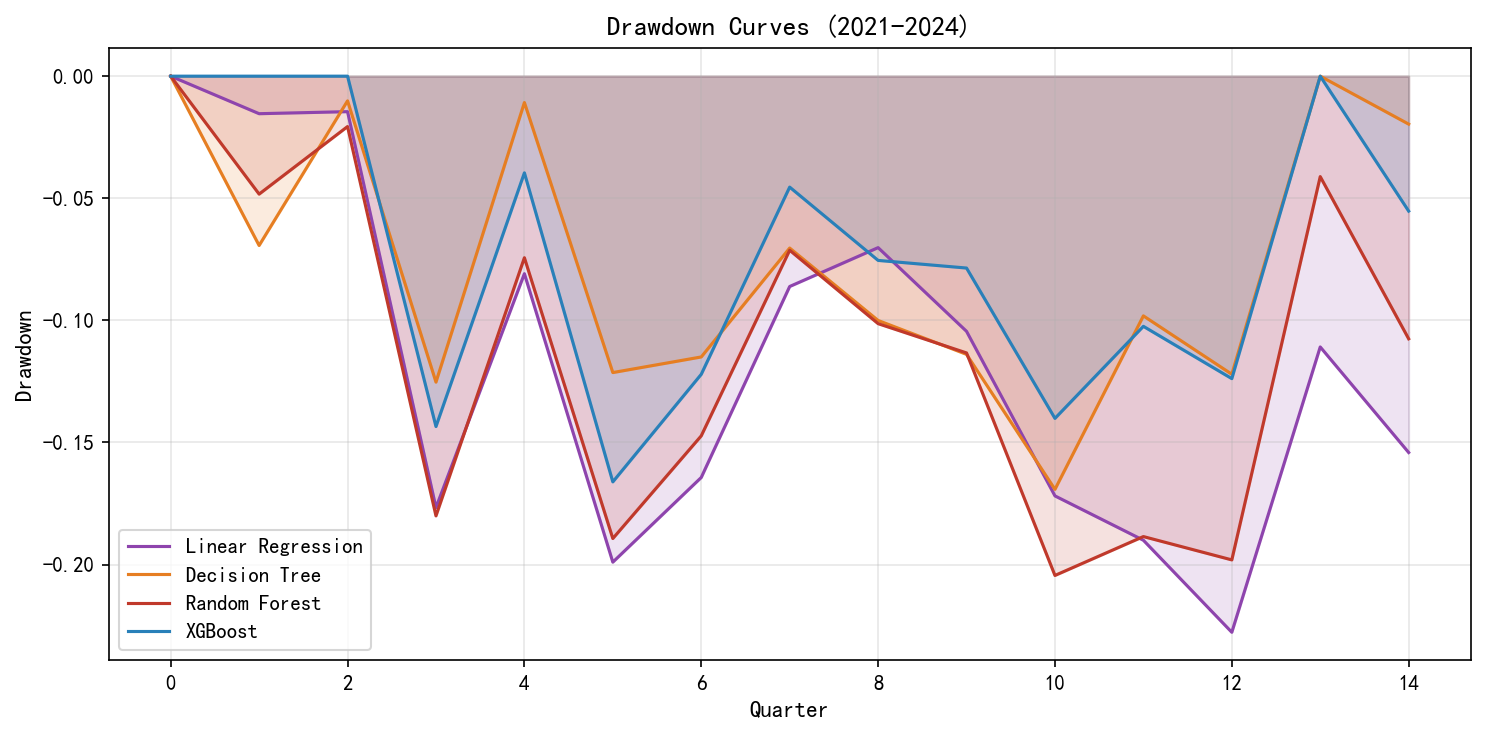 Drawdown Curves (2021-2024)
Drawdown
0.00
-0.05
-0.10
-0.15
-0.20
Linear Regression
Decision Tree
Random Forest
XGBoost
0 2 4 6 8 10 12 14
Quarter